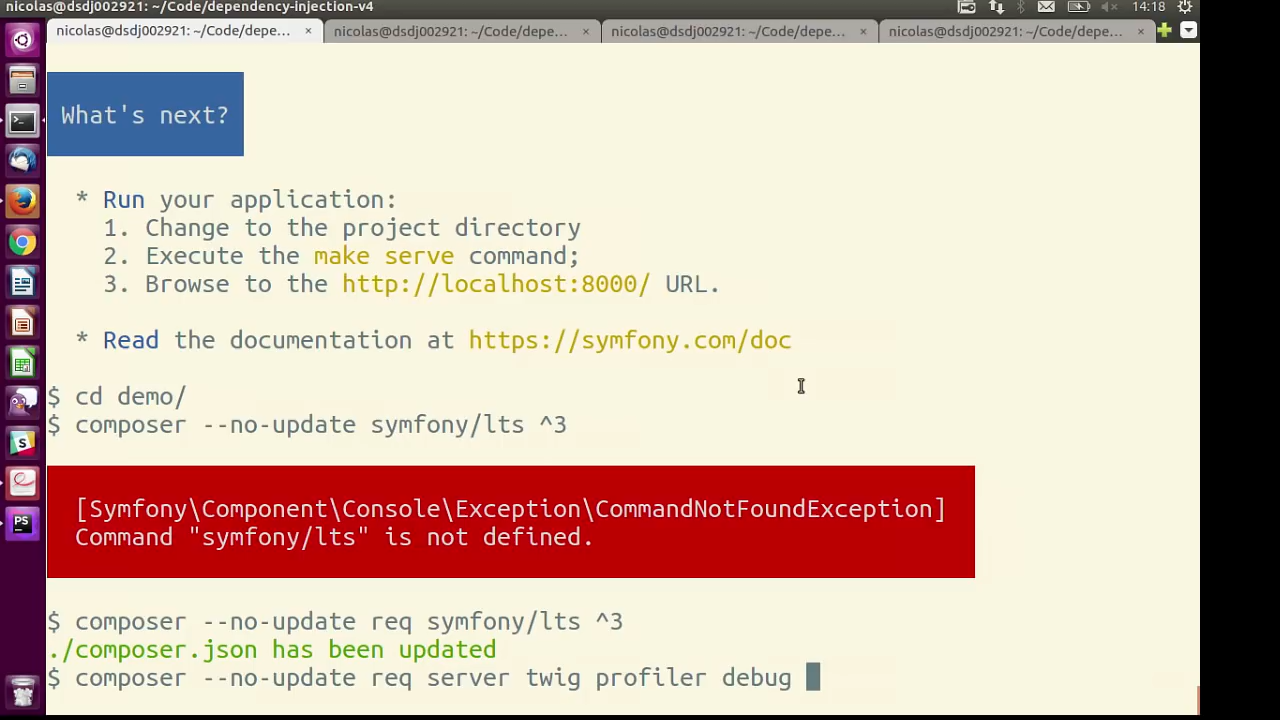 nicolas@dsdj002921: ~/Code/dependency-injection-v4
14:18
nicolas@dsdj002921: ~/Code/depe... ×
nicolas@dsdj002921: ~/Code/depe... ×
nicolas@dsdj002921: ~/Code/depe... ×
nicolas@dsdj002921: ~/Code/depe... ×
What's next?
* Run your application:
1. Change to the project directory
2. Execute the make serve command;
3. Browse to the http://localhost:8000/ URL.
* Read the documentation at https://symfony.com/doc
$ cd demo/
$ composer --no-update symfony/lts ^3
[Symfony\Component\Console\Exception\CommandNotFoundException]
Command "symfony/lts" is not defined.
$ composer --no-update req symfony/lts ^3
./composer.json has been updated
$ composer --no-update req server twig profiler debug
S
PS